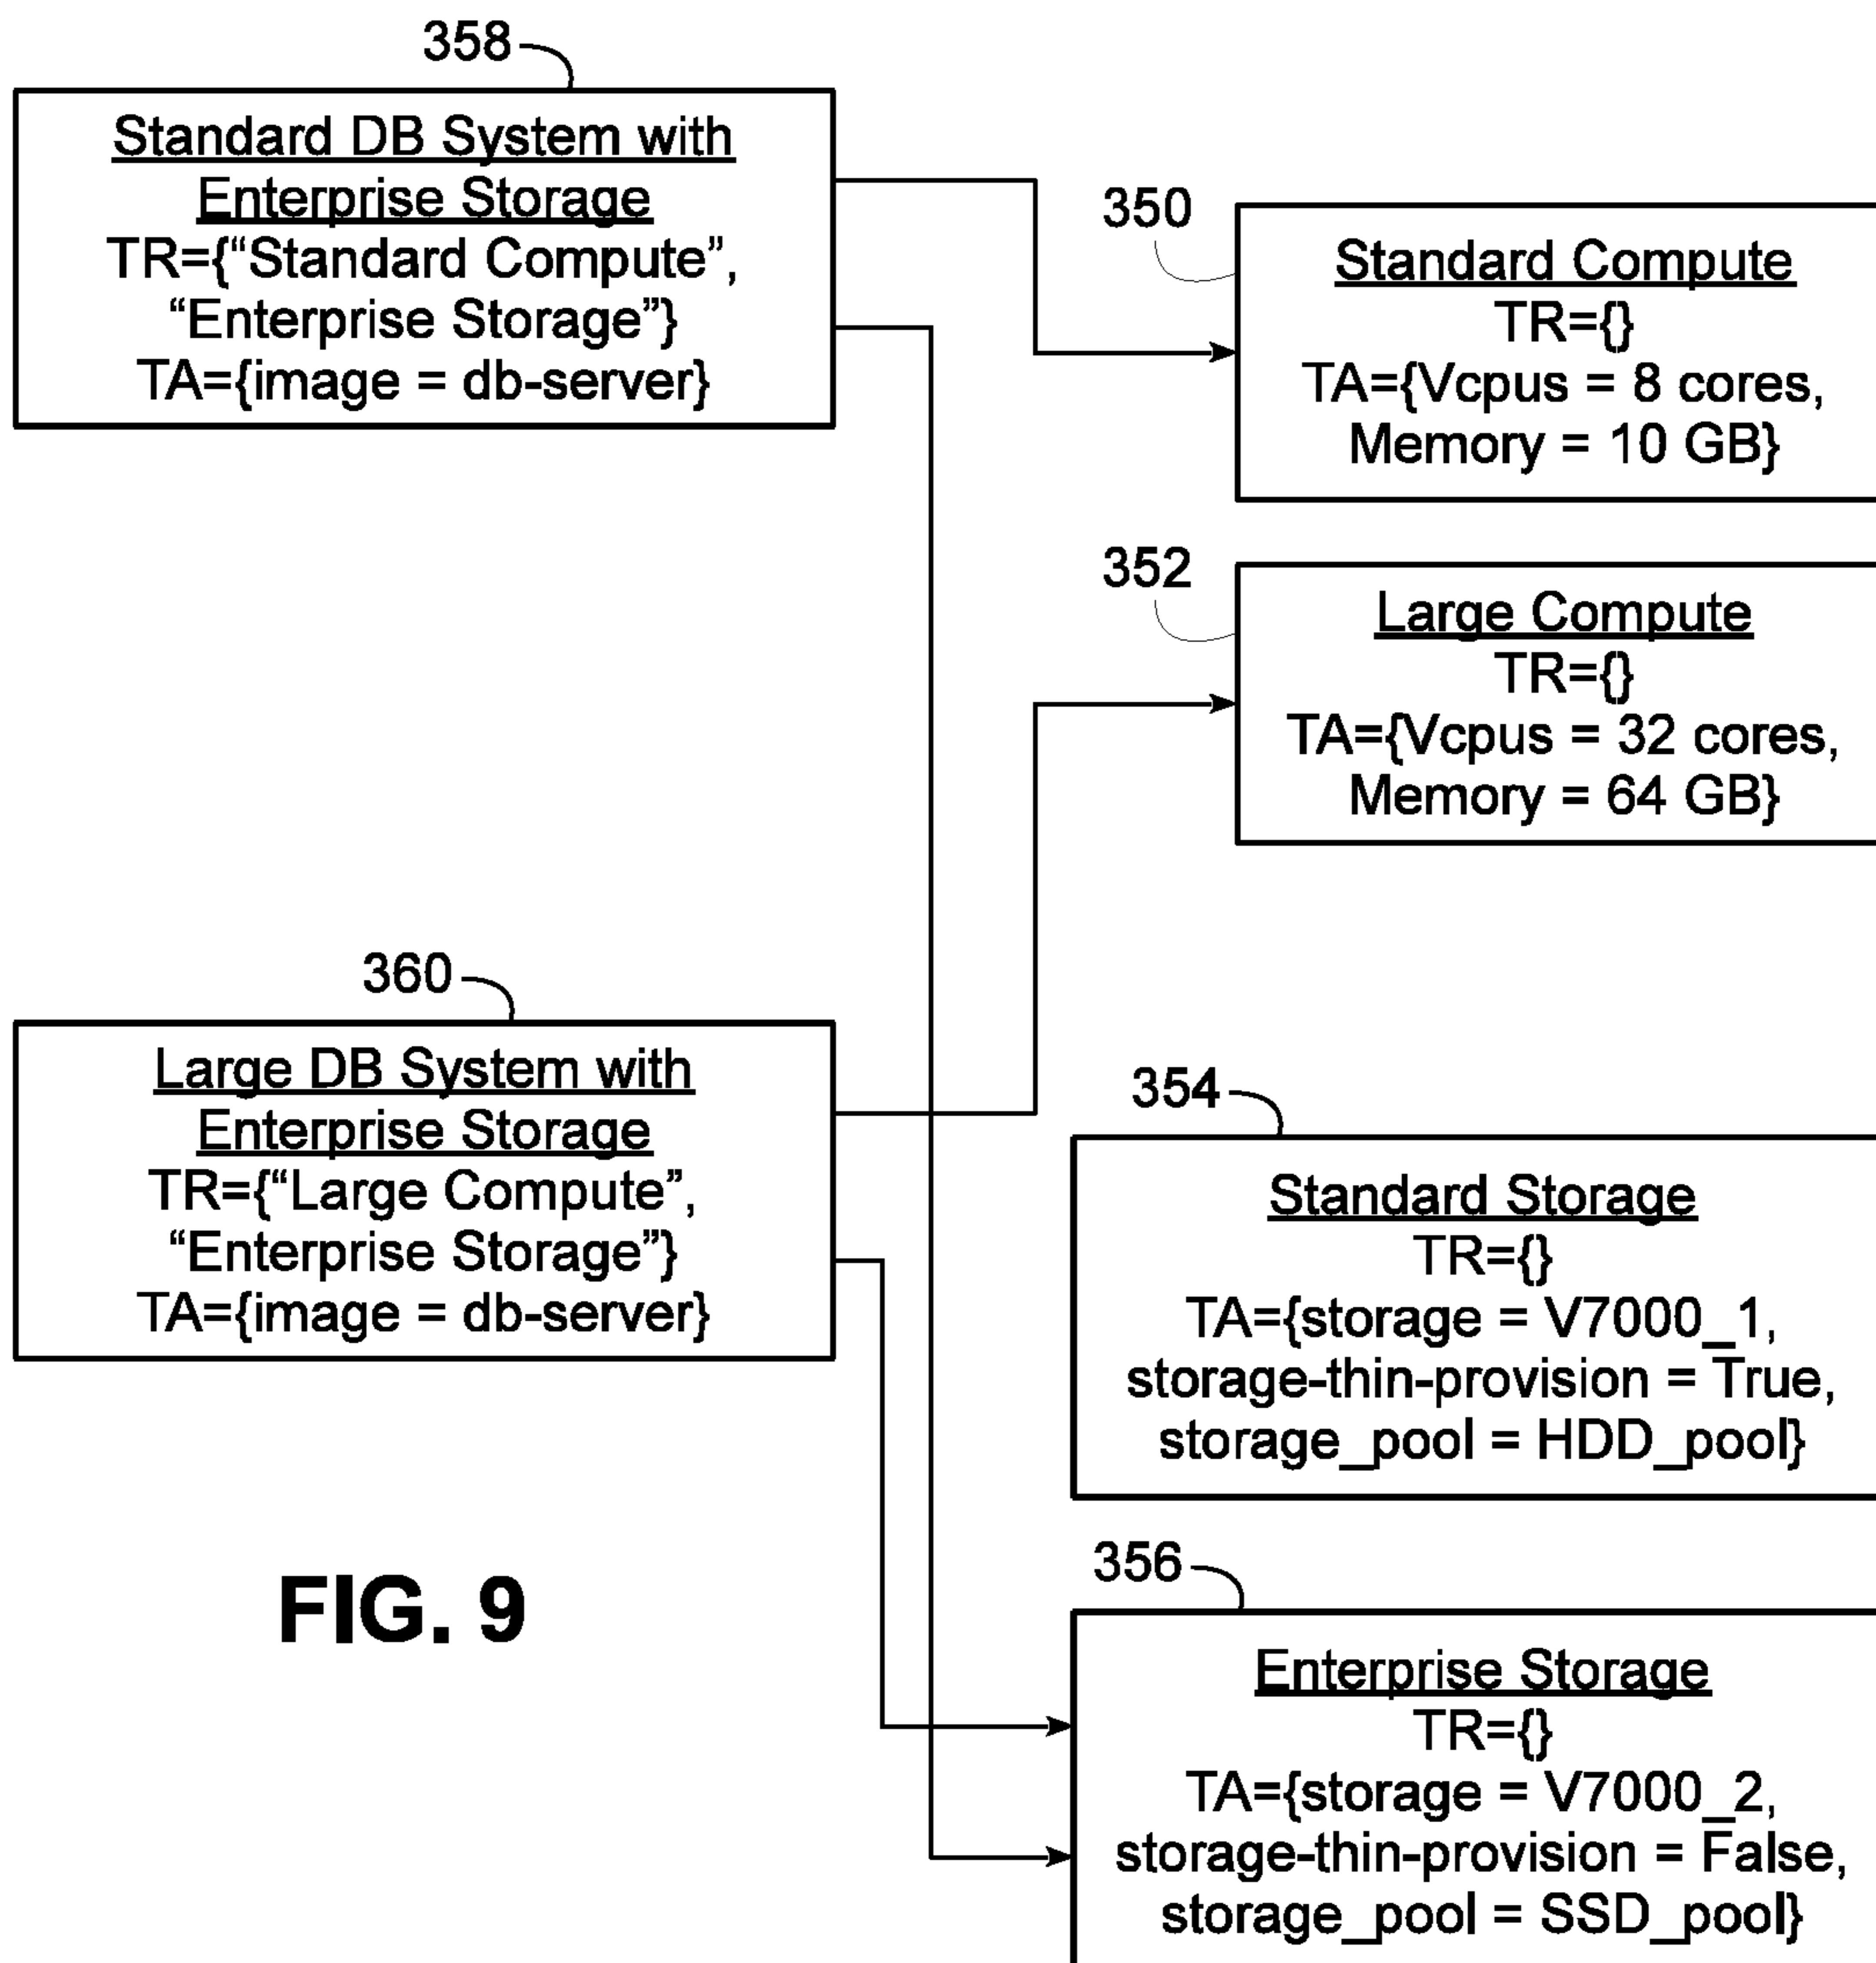 358
Standard DB System with
Enterprise Storage
TR={“Standard Compute”,
“Enterprise Storage”}
TA={image = db-server}
350
Standard Compute
TR={}
TA={Vcpus = 8 cores,
Memory = 10 GB}
352
Large Compute
TR={}
TA={Vcpus = 32 cores,
Memory = 64 GB}
360
Large DB System with
Enterprise Storage
TR={“Large Compute”,
“Enterprise Storage”}
TA={image = db-server}
354
Standard Storage
TR={}
TA={storage = V7000_1,
storage-thin-provision = True,
storage_pool = HDD_pool}
356
Enterprise Storage
TR={}
TA={storage = V7000_2,
storage-thin-provision = False,
storage_pool = SSD_pool}
FIG. 9